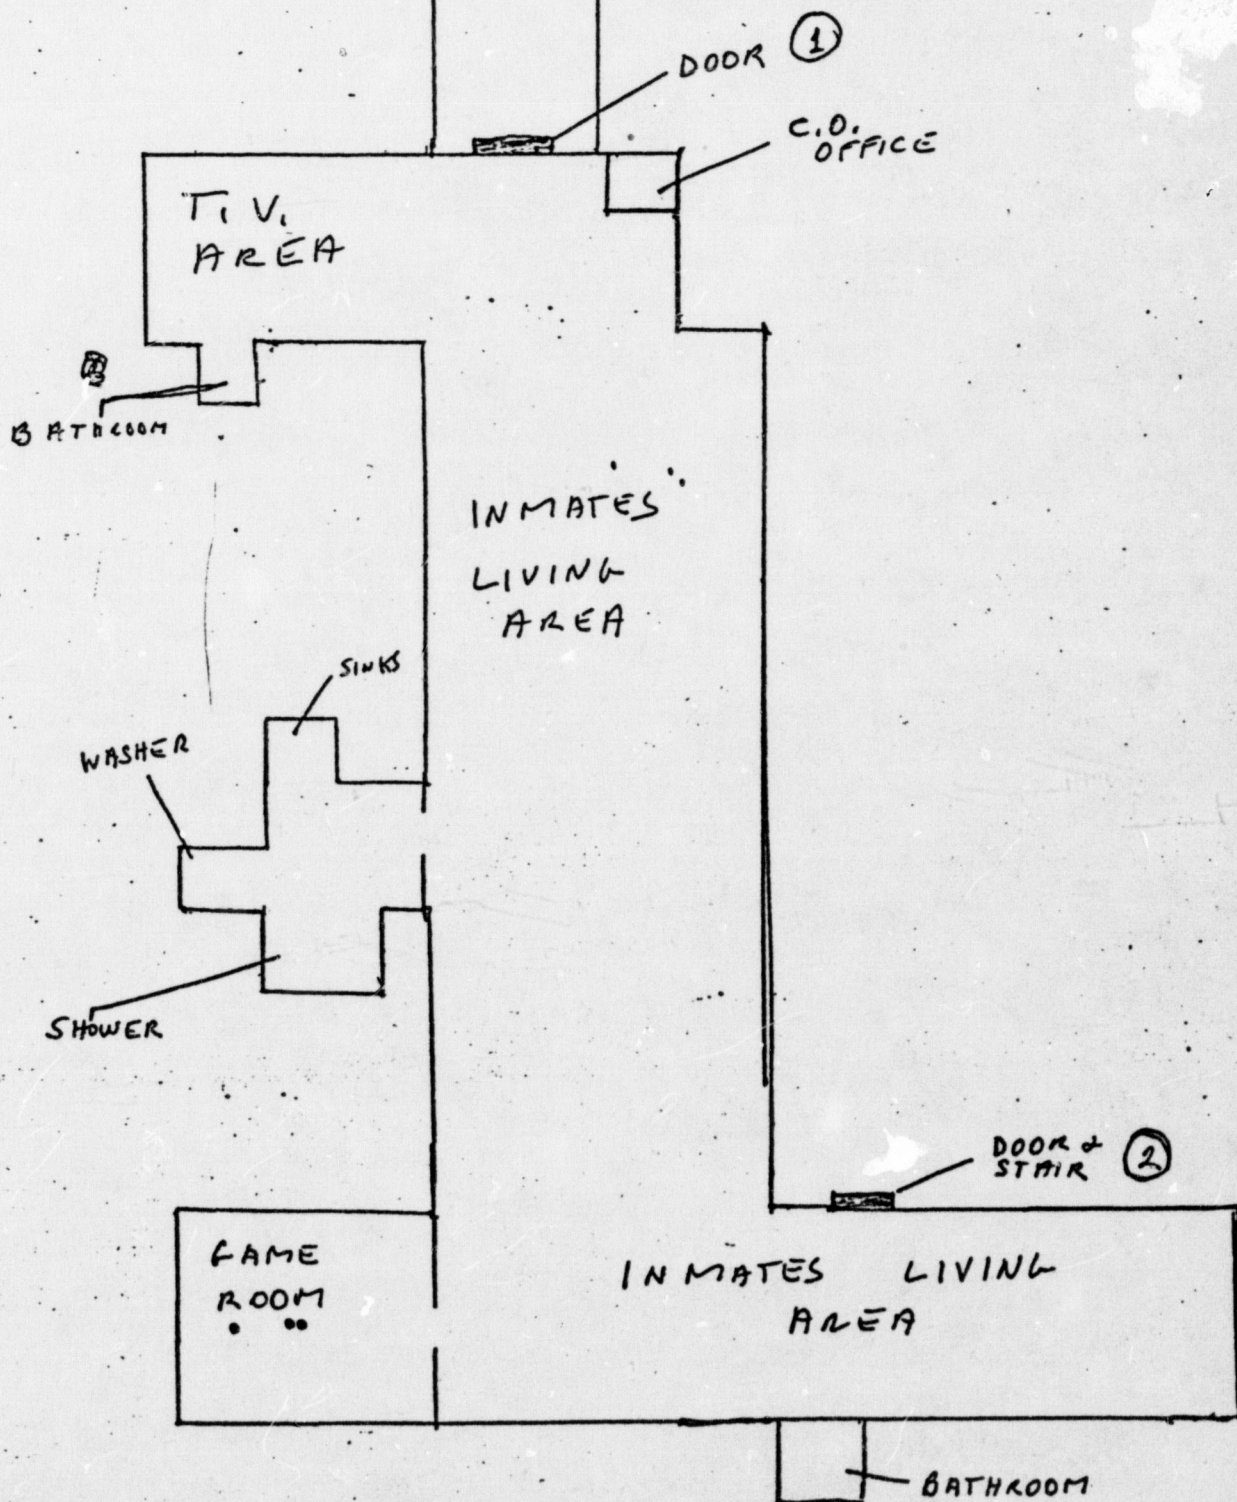 DOOR 1
C.O.
OFFICE
T.V.
AREA
BATHROOM
INMATES
LIVING
AREA
SINKS
WASHER
SHOWER
DOOR &
STAIR 2
GAME
ROOM
INMATES LIVING
AREA
BATHROOM